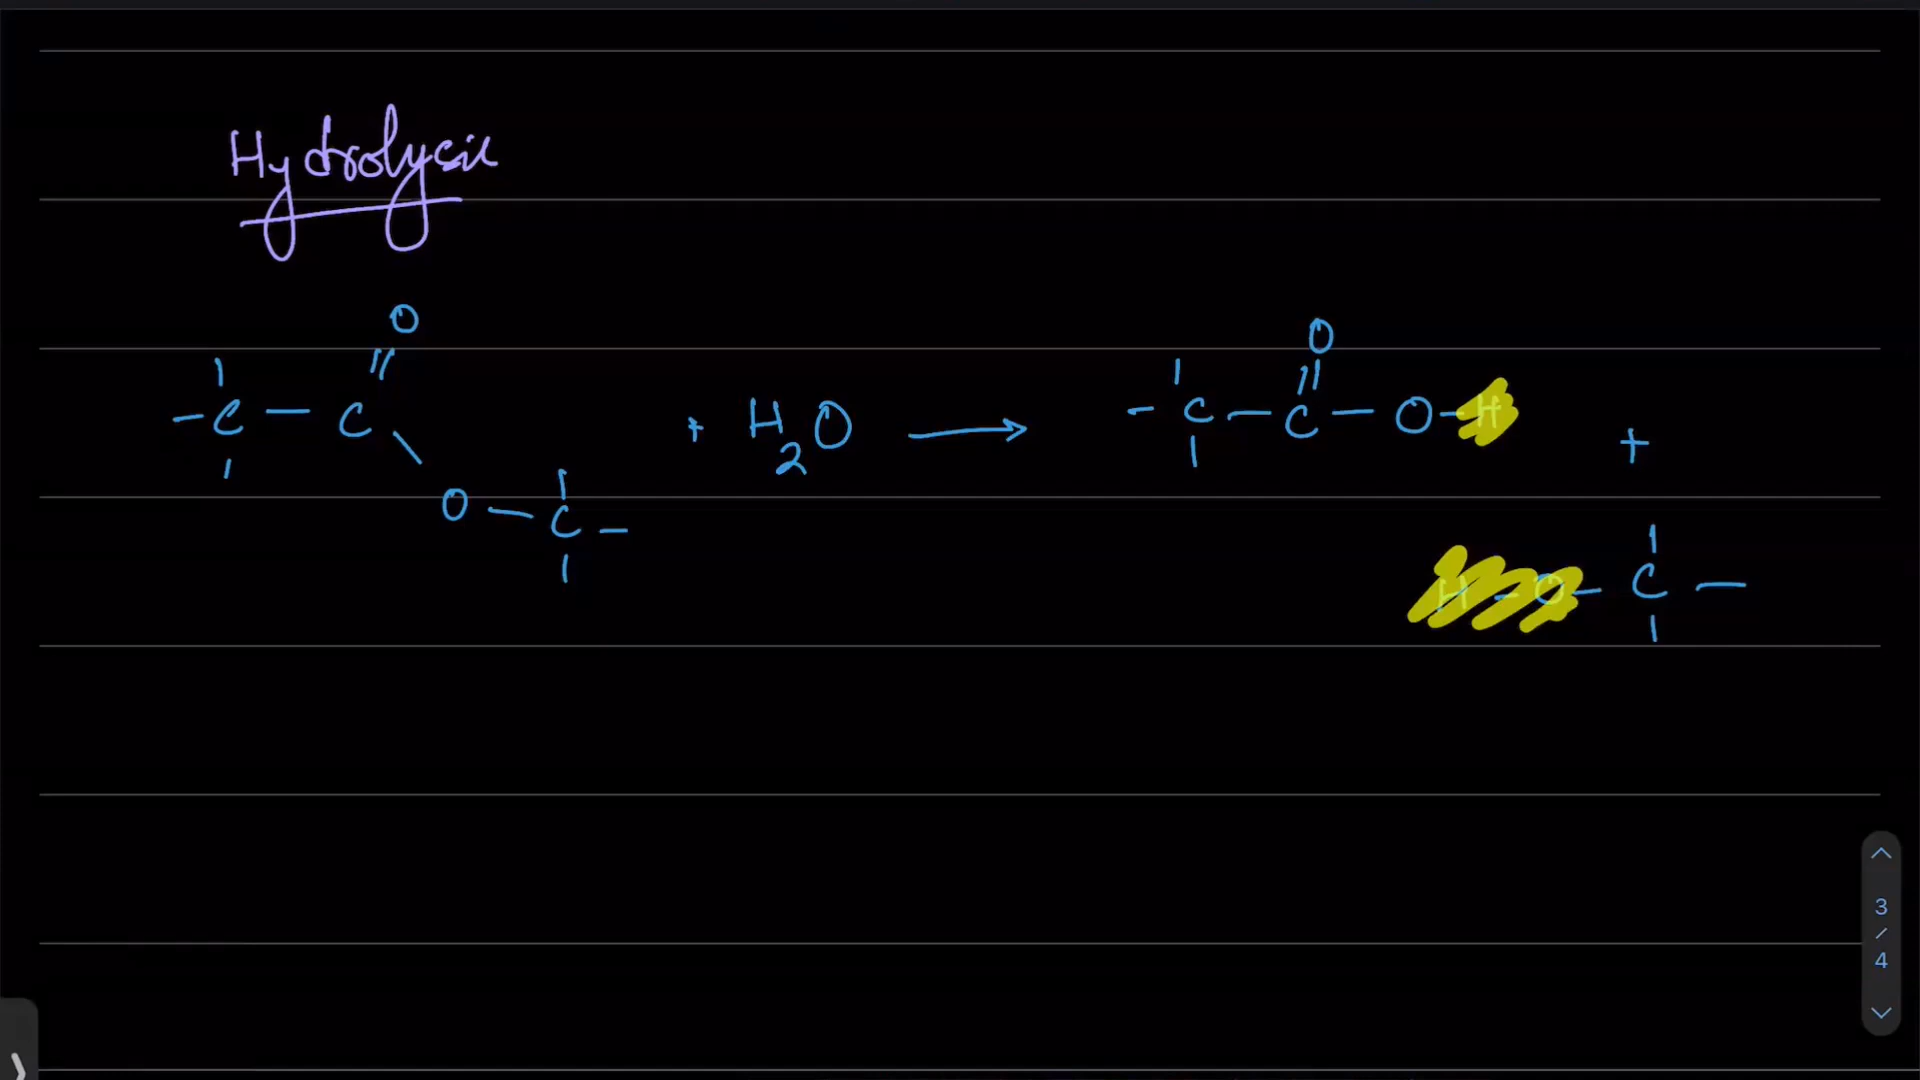 Hydrolysis
O
- C - C
O - C -
+ H2O →
O
- C - C - O - H
+
H - O - C -
3
/
4